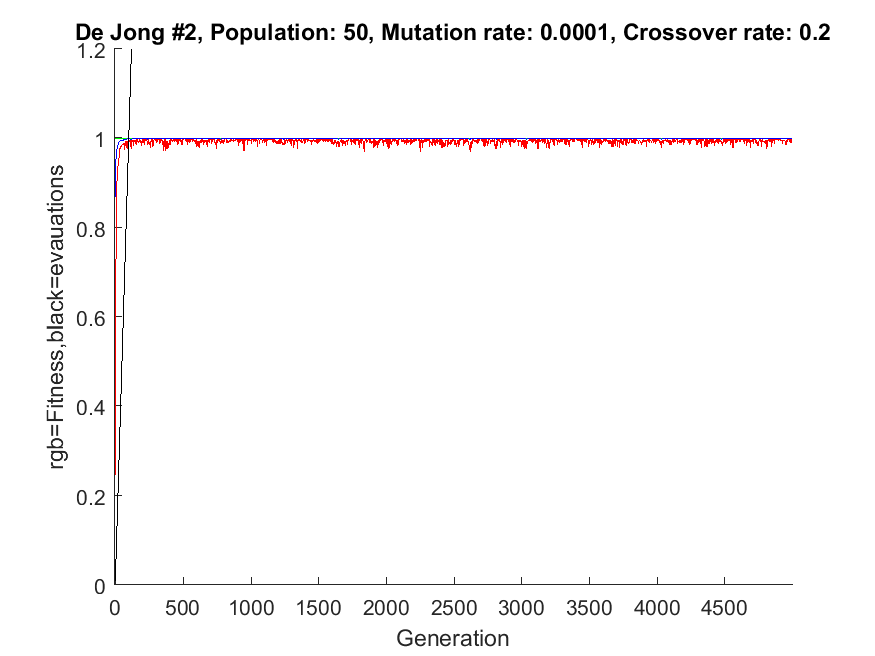 De Jong #2, Population: 50, Mutation rate: 0.0001, Crossover rate: 0.2
1.2
1
0.8
0.6
0.4
0.2
0
rgb=Fitness,black=evauations
0 500 1000 1500 2000 2500 3000 3500 4000 4500
Generation